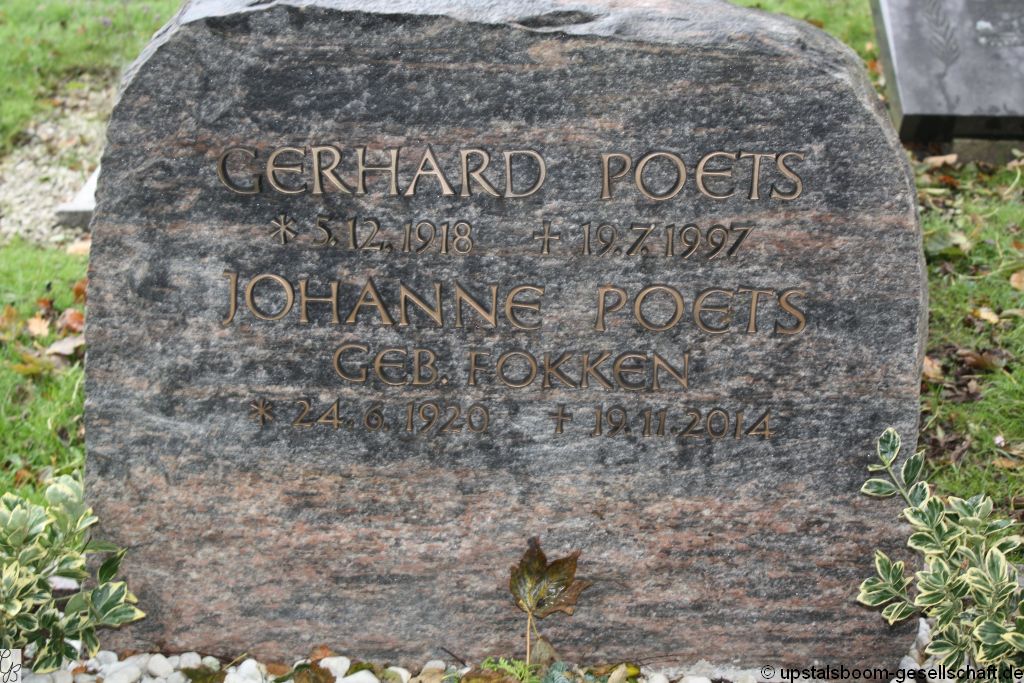 GERHARD POETS
* 5.12.1918 + 19.7.1997
JOHANNE POETS
GEB. FOKKEN
* 24.6.1920 + 19.11.2014
© upstalsboom-gesellschaft.de